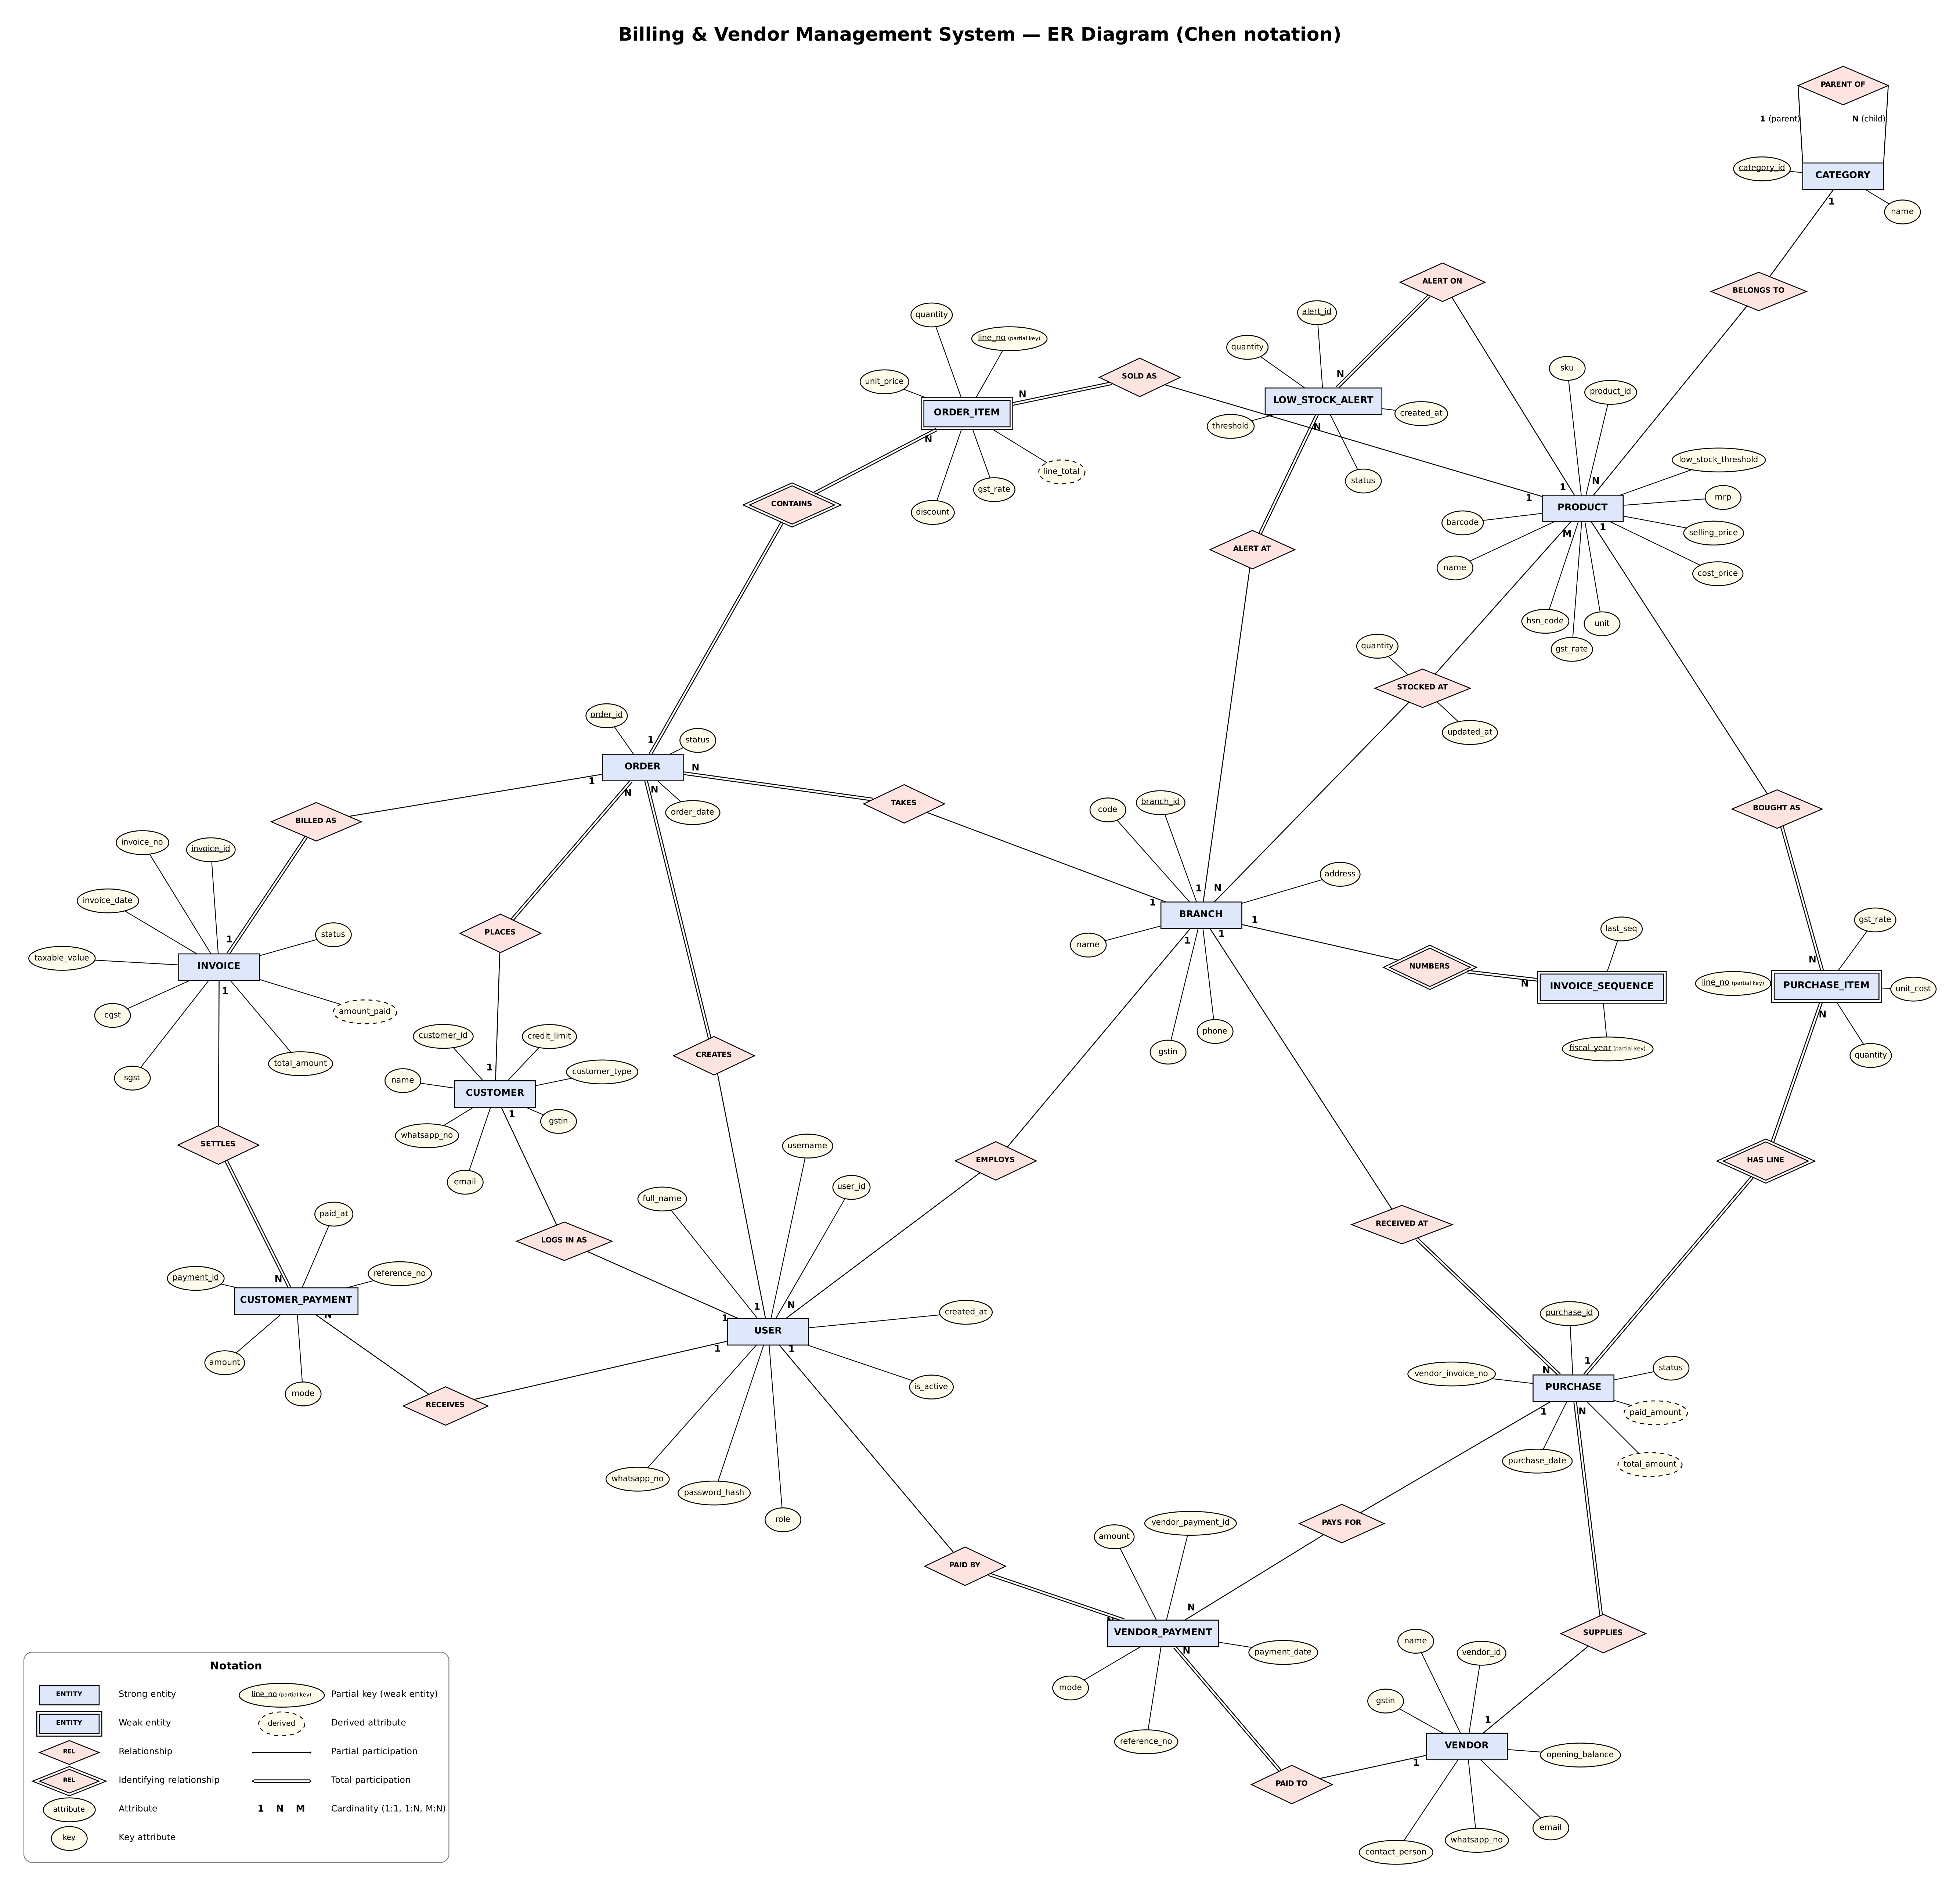 Billing & Vendor Management System — ER Diagram (Chen notation)
PARENT OF
1 (parent)
N (child)
category_id
CATEGORY
name
1
BELONGS TO
ALERT ON
alert_id
quantity
N
LOW_STOCK_ALERT
created_at
threshold
N
status
quantity
line_no (partial key)
unit_price
N
ORDER_ITEM
N
line_total
gst_rate
discount
SOLD AS
CONTAINS
ALERT AT
sku
product_id
low_stock_threshold
mrp
selling_price
cost_price
1
N
1
PRODUCT
M
1
barcode
name
hsn_code
unit
gst_rate
quantity
STOCKED AT
updated_at
BOUGHT AS
order_id
status
1
ORDER
N
1
N
N
order_date
TAKES
BILLED AS
PLACES
CREATES
invoice_no
invoice_id
invoice_date
status
1
taxable_value
INVOICE
1
amount_paid
cgst
sgst
total_amount
code
branch_id
address
1
N
1
BRANCH
1
1
1
name
gstin
phone
NUMBERS
last_seq
N
INVOICE_SEQUENCE
fiscal_year (partial key)
gst_rate
N
line_no (partial key)
PURCHASE_ITEM
unit_cost
N
quantity
customer_id
credit_limit
1
name
customer_type
CUSTOMER
1
gstin
whatsapp_no
email
SETTLES
LOGS IN AS
EMPLOYS
HAS LINE
RECEIVED AT
paid_at
payment_id
N
reference_no
CUSTOMER_PAYMENT
N
amount
mode
RECEIVES
username
user_id
full_name
1
N
created_at
1
USER
1
1
is_active
whatsapp_no
password_hash
role
purchase_id
1
N
status
vendor_invoice_no
PURCHASE
1
N
paid_amount
purchase_date
total_amount
PAYS FOR
PAID BY
SUPPLIES
amount
vendor_payment_id
N
VENDOR_PAYMENT
N
payment_date
mode
reference_no
PAID TO
name
vendor_id
gstin
1
VENDOR
1
opening_balance
email
whatsapp_no
contact_person
Notation
ENTITY Strong entity
line_no (partial key) Partial key (weak entity)
ENTITY Weak entity
derived Derived attribute
REL Relationship
Partial participation
REL Identifying relationship
Total participation
attribute Attribute
1 N M Cardinality (1:1, 1:N, M:N)
key Key attribute